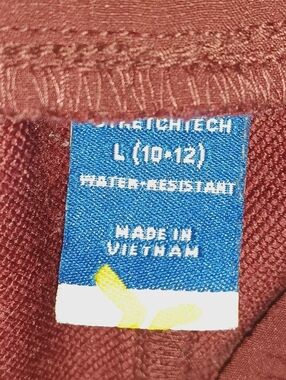 STRETCHTECH
L (10•12)
WATER-RESISTANT
MADE IN
VIETNAM